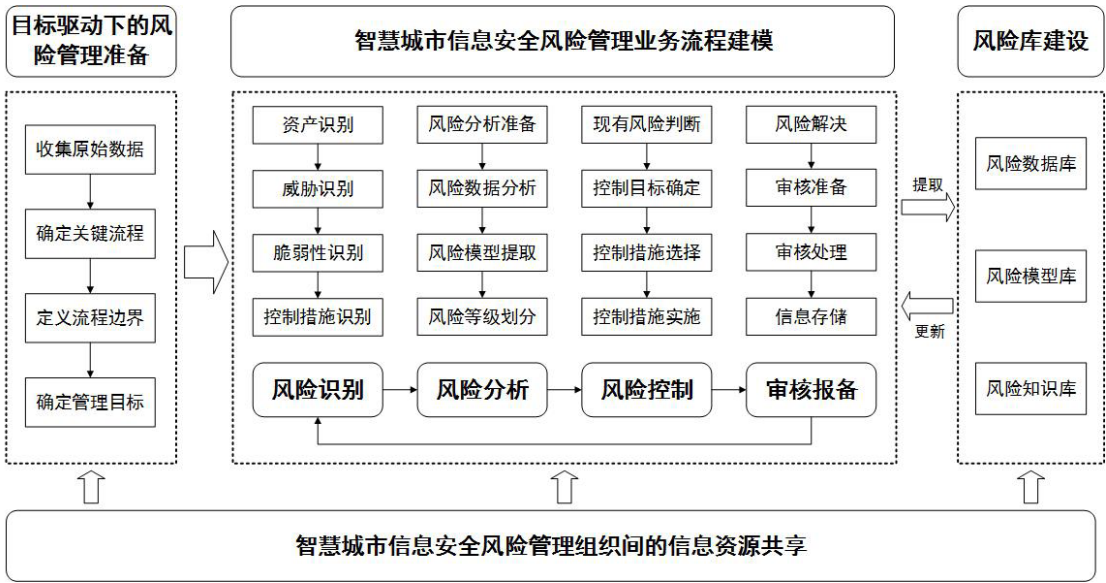 目标驱动下的风
险管理准备
智慧城市信息安全风险管理业务流程建模
风险库建设
收集原始数据
确定关键流程
定义流程边界
确定管理目标
资产识别
威胁识别
脆弱性识别
控制措施识别
风险识别
风险分析准备
风险数据分析
风险模型提取
风险等级划分
风险分析
现有风险判断
控制目标确定
控制措施选择
控制措施实施
风险控制
风险解决
审核准备
审核处理
信息存储
审核报备
提取
更新
风险数据库
风险模型库
风险知识库
智慧城市信息安全风险管理组织间的信息资源共享